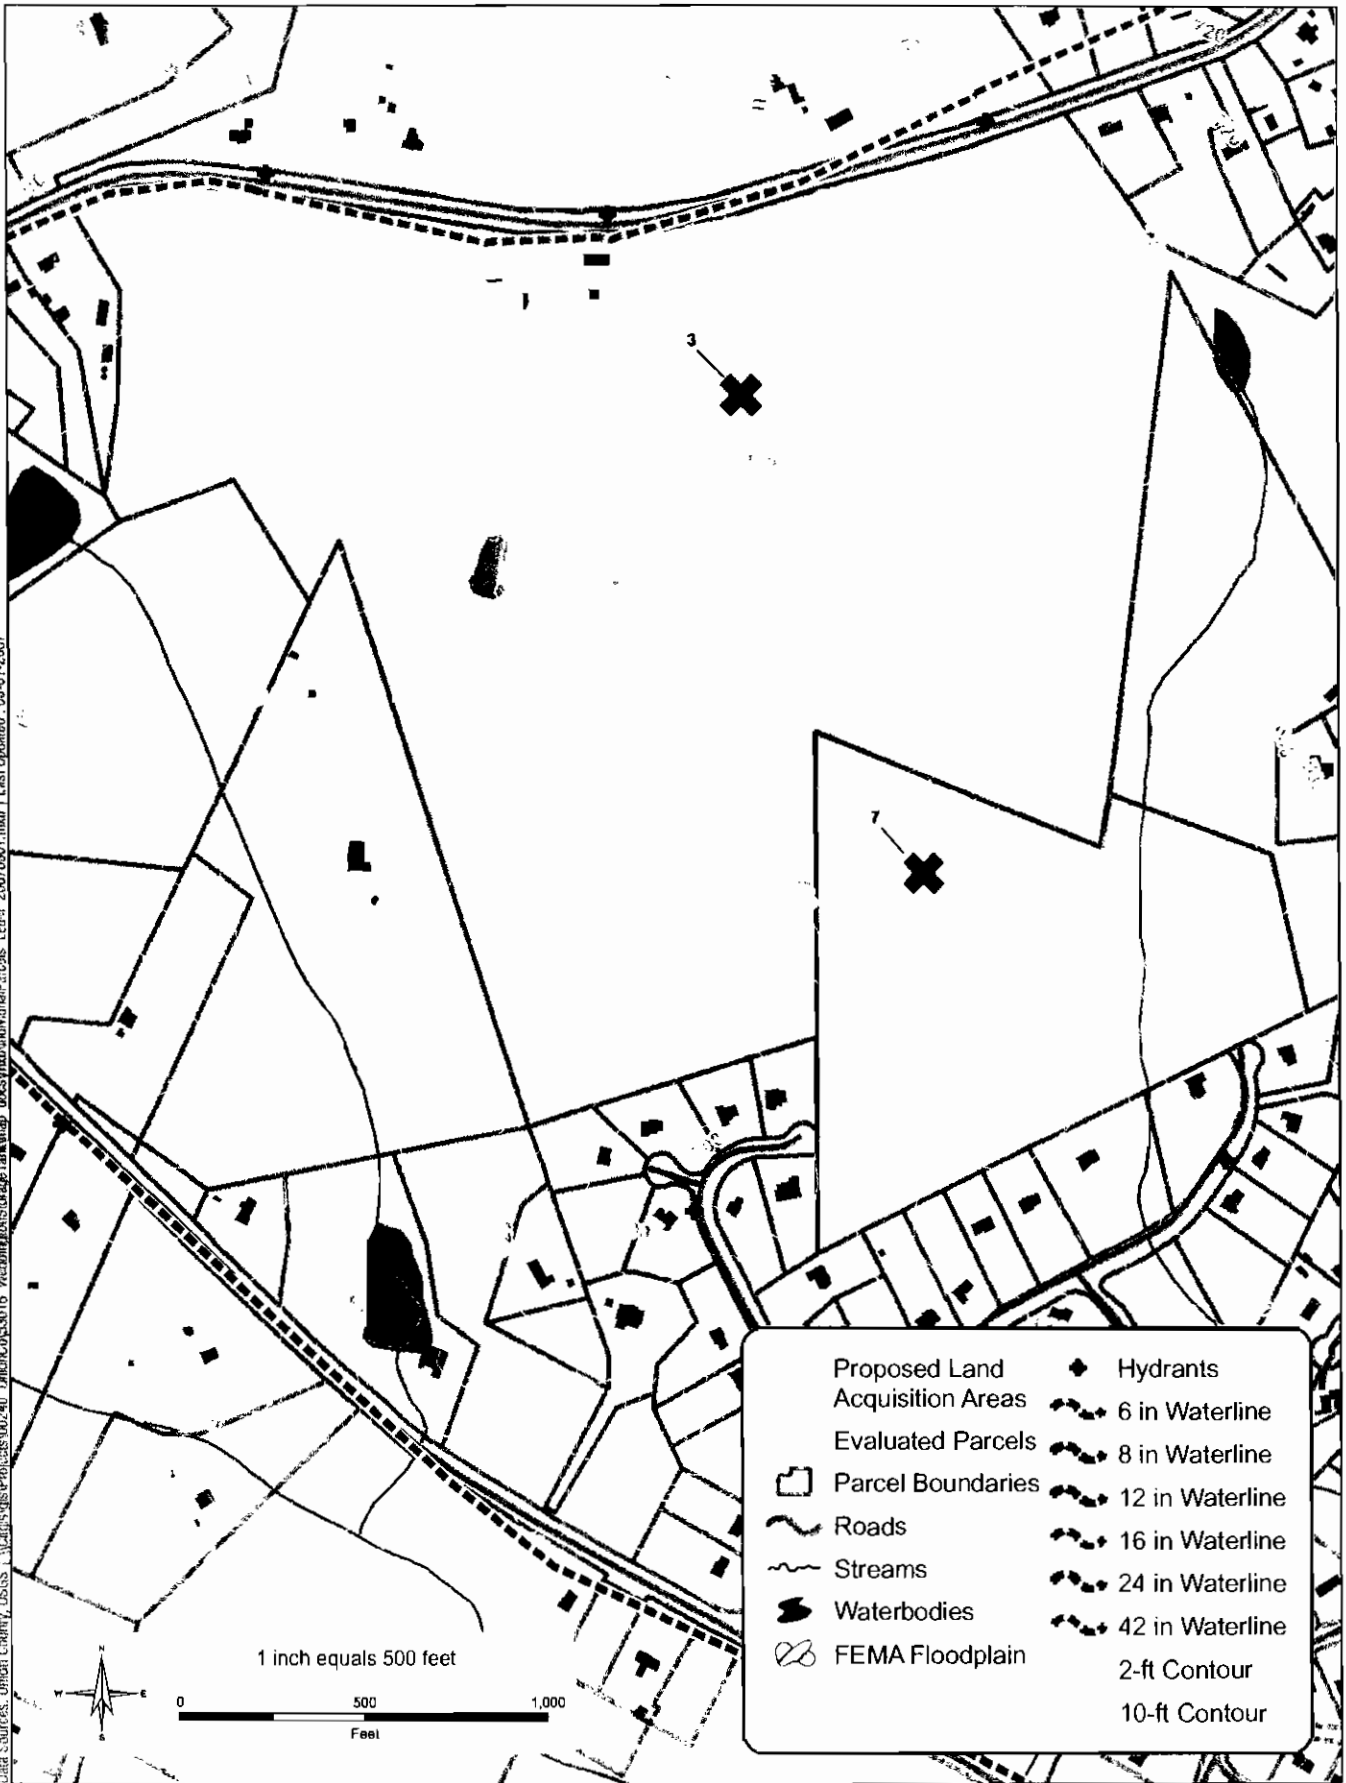 3
7
Proposed Land
Acquisition Areas
Evaluated Parcels
Parcel Boundaries
Roads
Streams
Waterbodies
FEMA Floodplain
Hydrants
6 in Waterline
8 in Waterline
12 in Waterline
16 in Waterline
24 in Waterline
42 in Waterline
2-ft Contour
10-ft Contour
N
W E
S
1 inch equals 500 feet
0 500 1,000
Feet